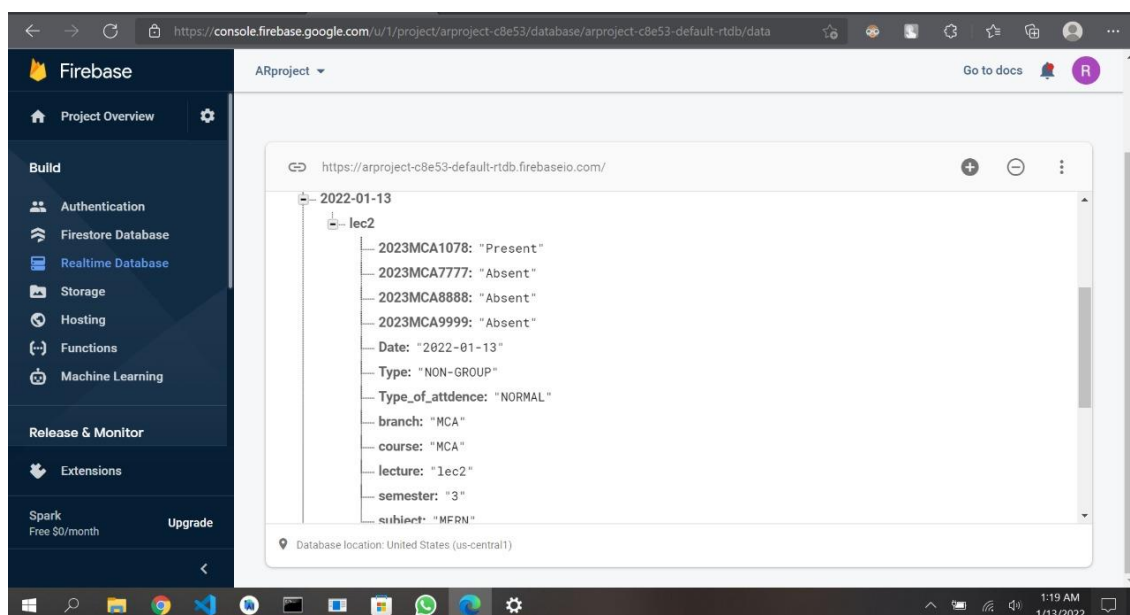 https://console.firebase.google.com/u/1/project/arproject-c8e53/database/arproject-c8e53-default-rtdb/data
Firebase
ARproject
Go to docs
R
Project Overview
https://arproject-c8e53-default-rtdb.firebaseio.com/
Build
Authentication
Firestore Database
Realtime Database
Storage
Hosting
Functions
Machine Learning
Release & Monitor
Extensions
Spark
Free $0/month
Upgrade
2022-01-13
lec2
2023MCA1078: "Present"
2023MCA7777: "Absent"
2023MCA8888: "Absent"
2023MCA9999: "Absent"
Date: "2022-01-13"
Type: "NON-GROUP"
Type_of_attdence: "NORMAL"
branch: "MCA"
course: "MCA"
lecture: "lec2"
semester: "3"
subject: "MERN"
Database location: United States (us-central1)
1:19 AM
1/13/2022